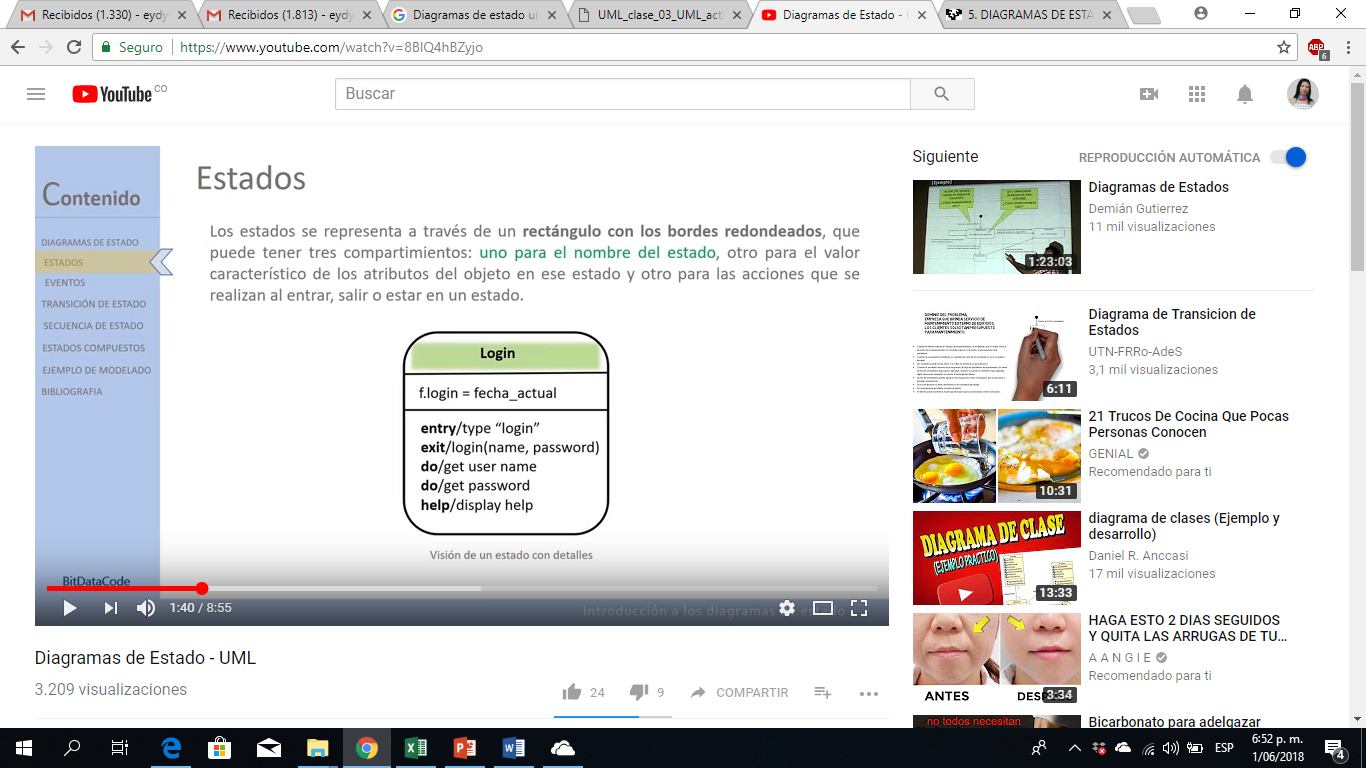 Recibidos (1.330) - eydy
Recibidos (1.813) - eydy
Diagramas de estado un
UML_clase_03_UML_acti
Diagramas de Estado -
5. DIAGRAMAS DE ESTA
Seguro
https://www.youtube.com/watch?v=8BlQ4hBZyjo
ABP
6
YouTube CO
Buscar
Contenido
DIAGRAMAS DE ESTADO
ESTADOS
EVENTOS
TRANSICIÓN DE ESTADO
SECUENCIA DE ESTADO
ESTADOS COMPUESTOS
EJEMPLO DE MODELADO
BIBLIOGRAFIA
BitDataCode
Estados
Los estados se representa a través de un rectángulo con los bordes redondeados, que
pueden tener tres compartimientos: uno para el nombre del estado, otro para el valor
característico de los atributos del objeto en ese estado y otro para las acciones que se
realizan al entrar, salir o estar en un estado.
Login
f.login = fecha_actual
entry/type “login”
exit/login(name, password)
do/get user name
do/get password
help/display help
Visión de un estado con detalles
Introducción a los diagramas de estado
1:40 / 8:55
Diagramas de Estado - UML
3.209 visualizaciones
24
9
COMPARTIR
Siguiente
REPRODUCCIÓN AUTOMÁTICA
[Ejemplo]
1:23:03
Diagramas de Estados
Demián Gutierrez
11 mil visualizaciones
6:11
Diagrama de Transicion de
Estados
UTN-FRRo-AdeS
3,1 mil visualizaciones
10:31
21 Trucos De Cocina Que Pocas
Personas Conocen
GENIAL
Recomendado para ti
DIAGRAMA DE CLASE
(EJEMPLO PRACTICO)
13:33
diagrama de clases (Ejemplo y
desarrollo)
Daniel R. Anccasi
17 mil visualizaciones
ANTES
3:34
HAGA ESTO 2 DIAS SEGUIDOS
Y QUITA LAS ARRUGAS DE TU...
A A N G I E
Recomendado para ti
no todos necesitan
Bicarbonato para adelgazar
ESP
6:52 p. m.
1/06/2018
4